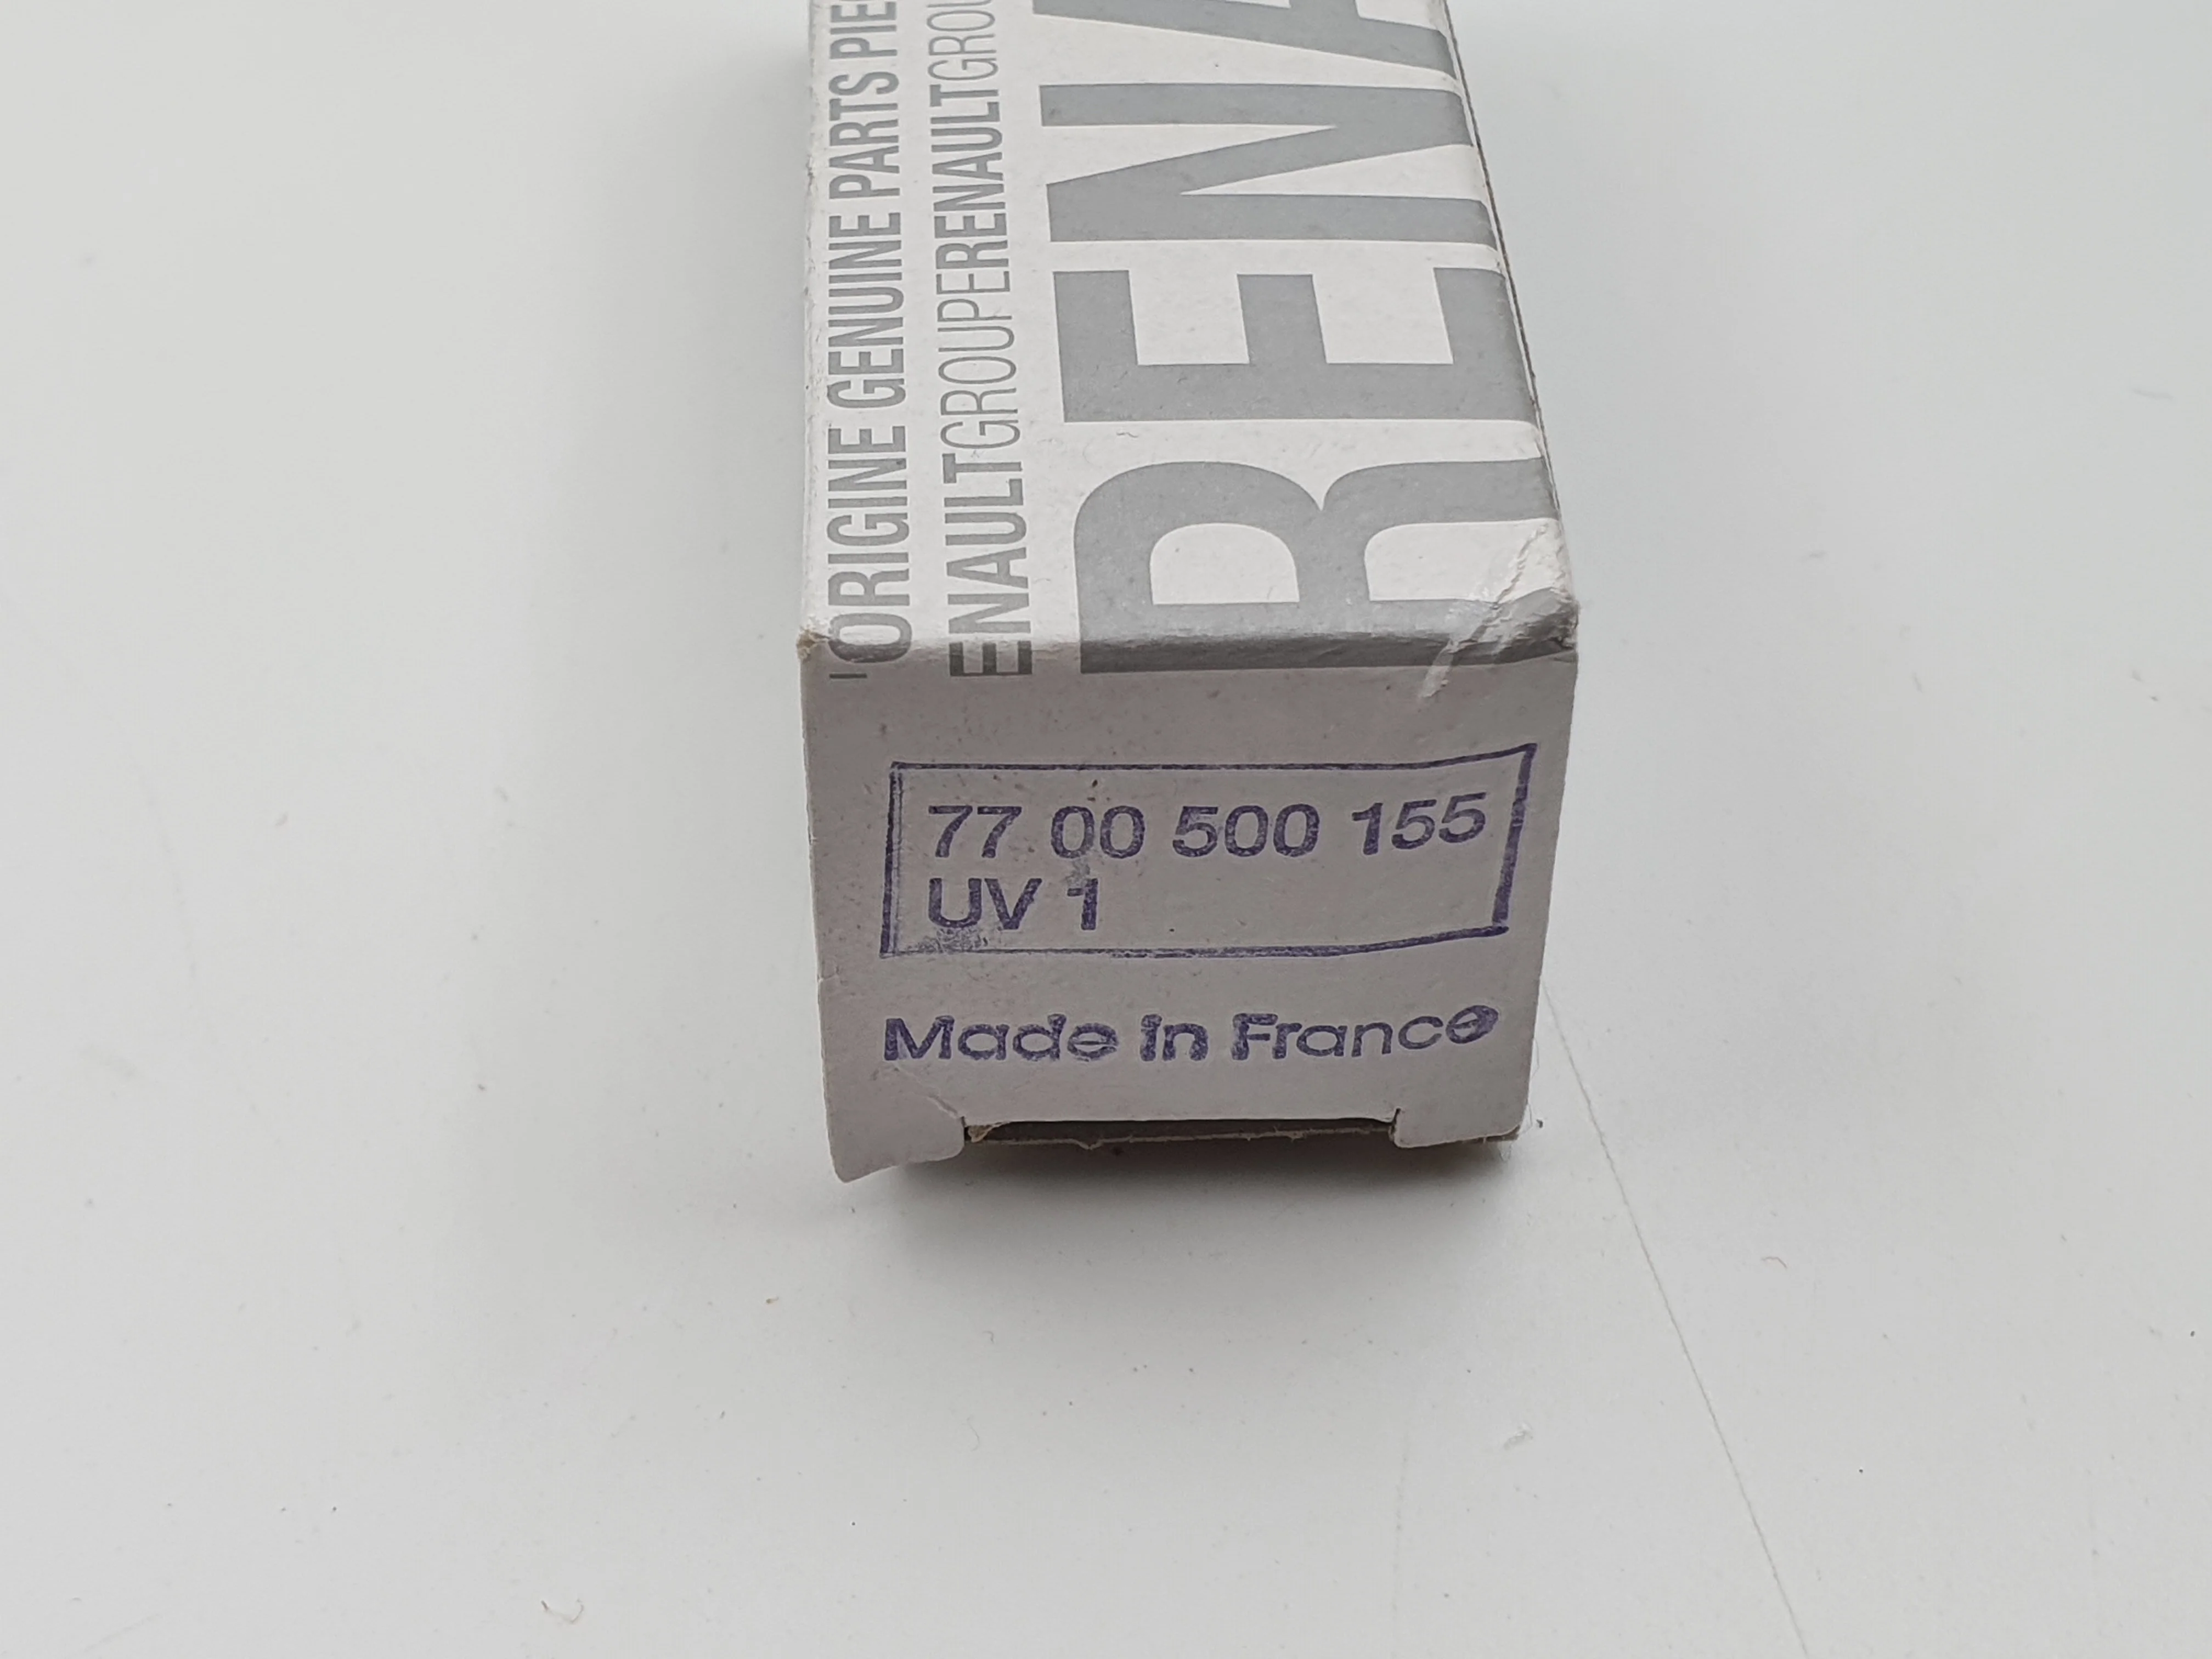 'ORIGINE GENUINE PARTS PIE
ENAULTGROUPERENAULTGROU
RENA
77 00 500 155
UV 1
Made in France